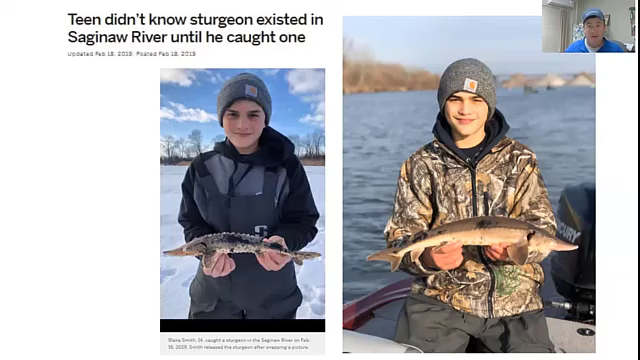 Teen didn't know sturgeon existed in
Saginaw River until he caught one
Updated Feb 18, 2019; Posted Feb 18, 2019
MERCURY
Blake Smith, 14, caught a sturgeon in the Saginaw River on Feb.
16, 2019. Smith released the sturgeon after snapping a picture.